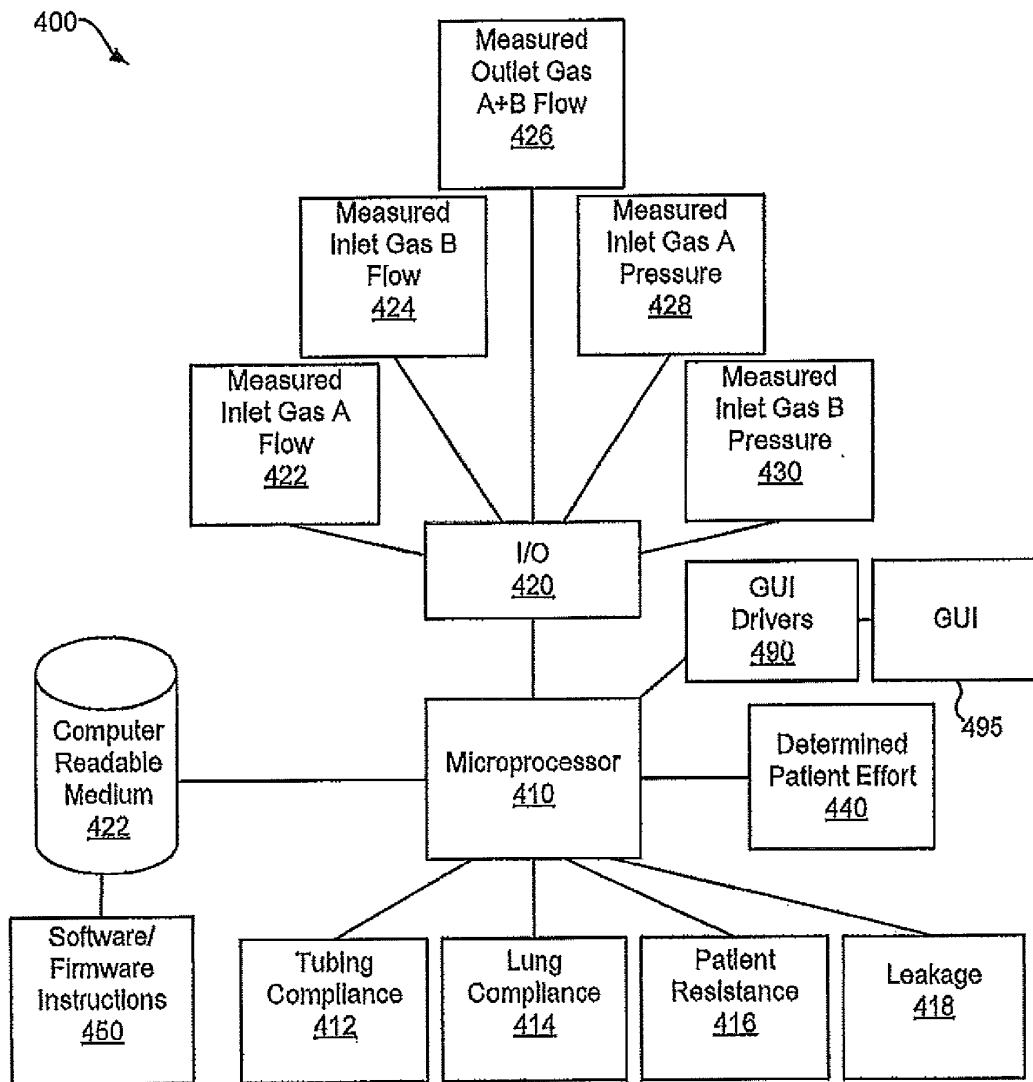 400
Measured
Outlet Gas
A+B Flow
426
Measured
Inlet Gas B
Flow
424
Measured
Inlet Gas A
Pressure
428
Measured
Inlet Gas A
Flow
422
Measured
Inlet Gas B
Pressure
430
I/O
420
GUI
Drivers
490
GUI
495
Computer
Readable
Medium
422
Microprocessor
410
Determined
Patient Effort
440
Software/
Firmware
Instructions
450
Tubing
Compliance
412
Lung
Compliance
414
Patient
Resistance
416
Leakage
418